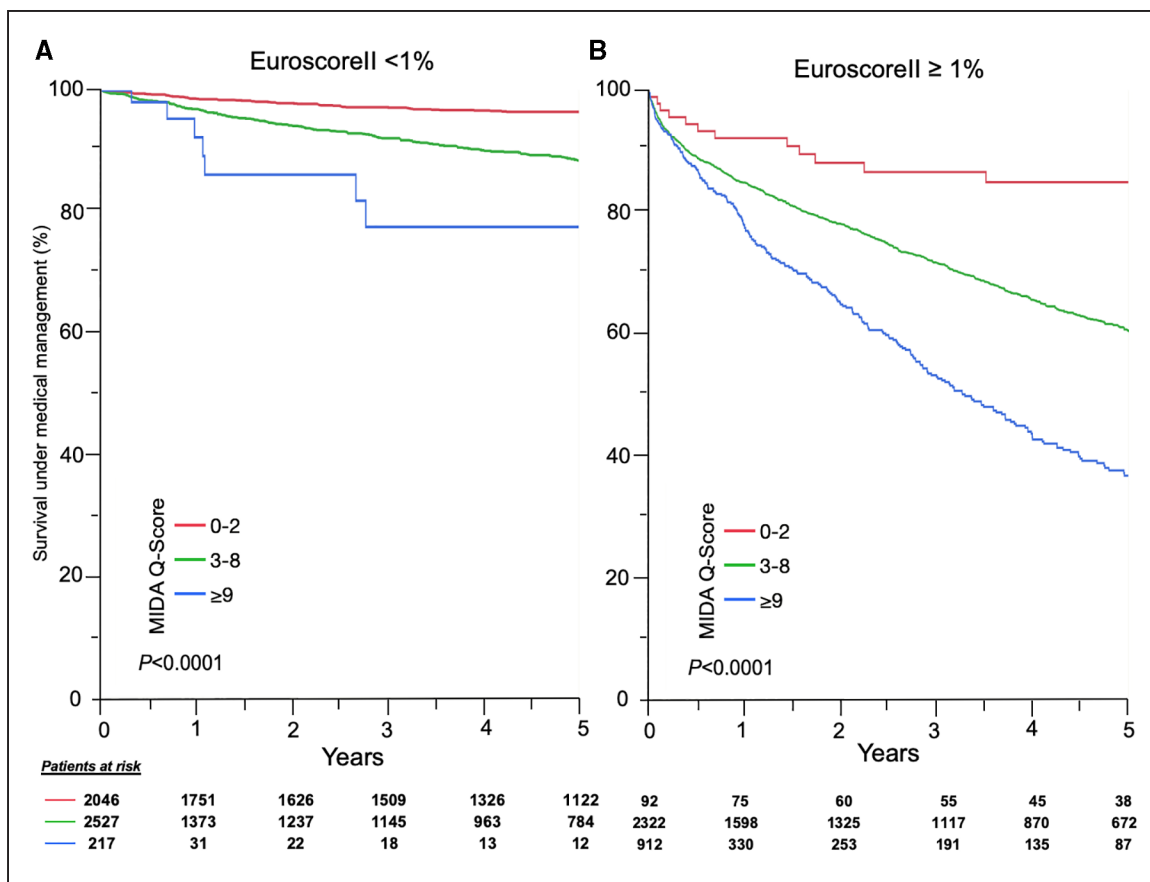 A
EuroscoreII <1%
100
80
60
40
20
0
Survival under medical management (%)
MIDA Q-Score
0-2
3-8
≥9
P<0.0001
0 1 2 3 4 5
Years
B
EuroscoreII ≥ 1%
100
80
60
40
20
0
MIDA Q-Score
0-2
3-8
≥9
P<0.0001
0 1 2 3 4 5
Years
Patients at risk
2046 1751 1626 1509 1326 1122 92 75 60 55 45 38
2527 1373 1237 1145 963 784 2322 1598 1325 1117 870 672
217 31 22 18 13 12 912 330 253 191 135 87